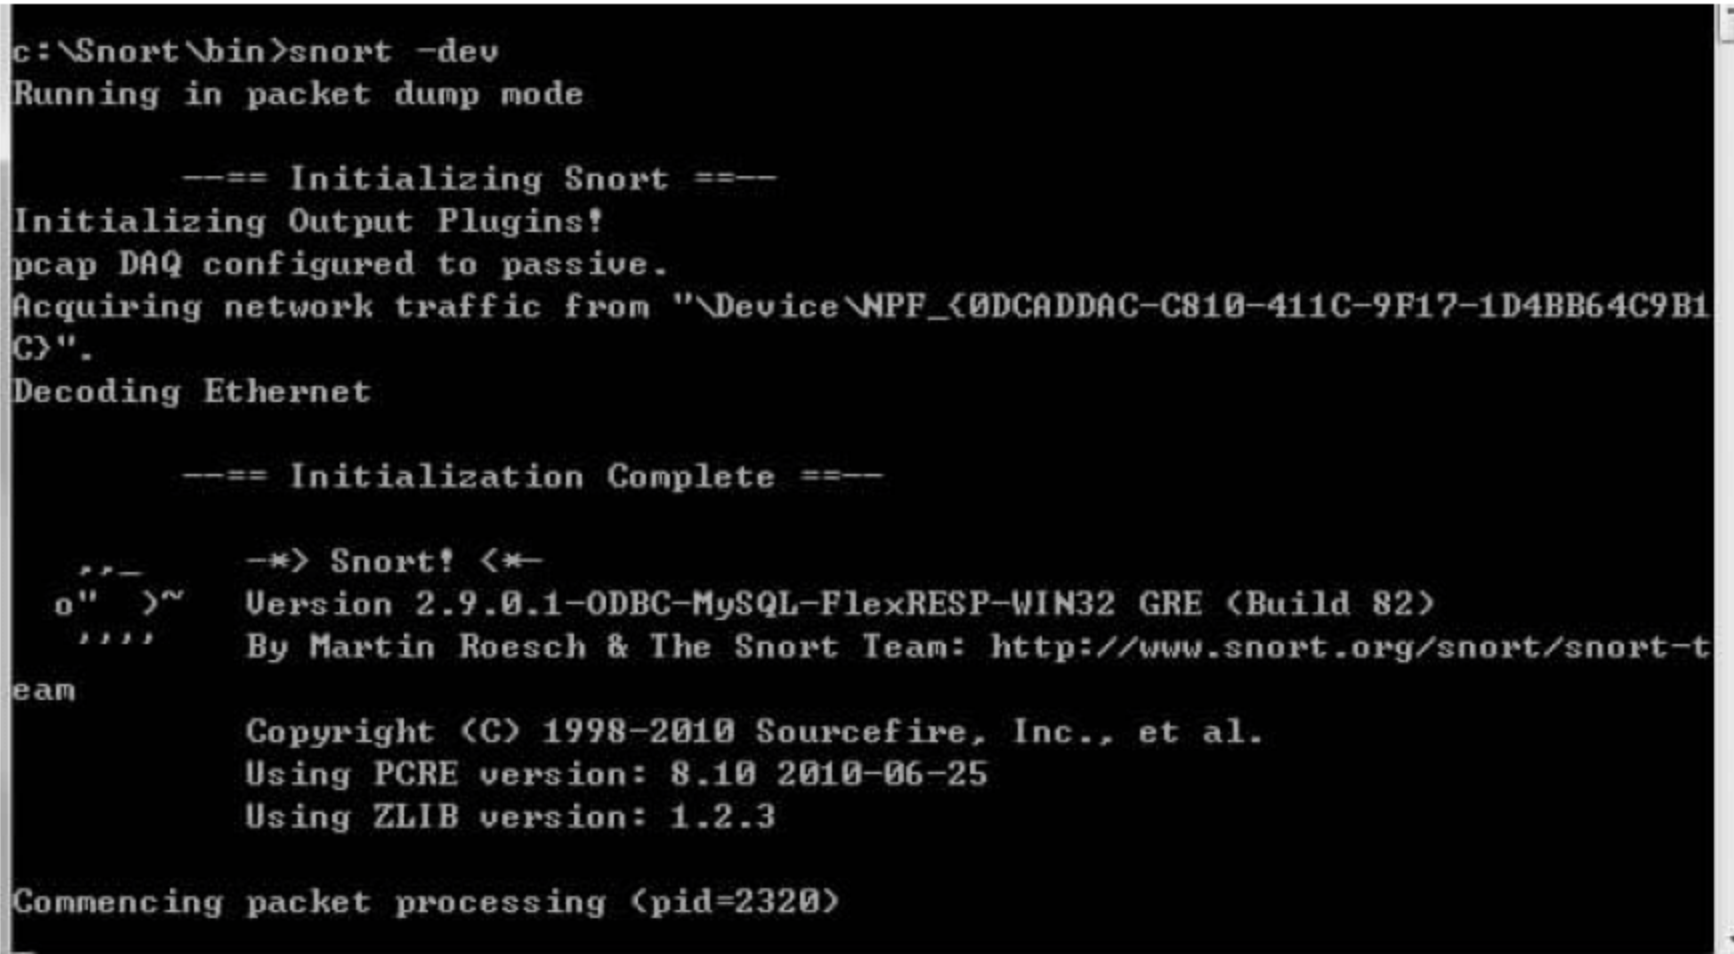 c:\Snort\bin>snort -dev
Running in packet dump mode
--== Initializing Snort ==--
Initializing Output Plugins!
pcap DAQ configured to passive.
Acquiring network traffic from "\Device\NPF_{0DCADDAC-C810-411C-9F17-1D4BB64C9B1
C}".
Decoding Ethernet
--== Initialization Complete ==--
,,_     -*> Snort! <*-
o"  )~   Version 2.9.0.1-ODBC-MySQL-FlexRESP-WIN32 GRE (Build 82)
''''    By Martin Roesch & The Snort Team: http://www.snort.org/snort/snort-t
eam
Copyright (C) 1998-2010 Sourcefire, Inc., et al.
Using PCRE version: 8.10 2010-06-25
Using ZLIB version: 1.2.3
Commencing packet processing (pid=2320)